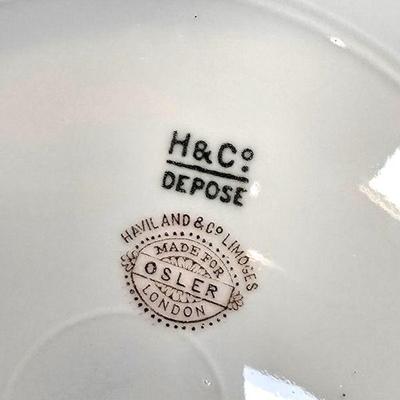 H & Cº
DEPOSE
HAVILAND & Cº LIMOGES
MADE FOR
OSLER
LONDON